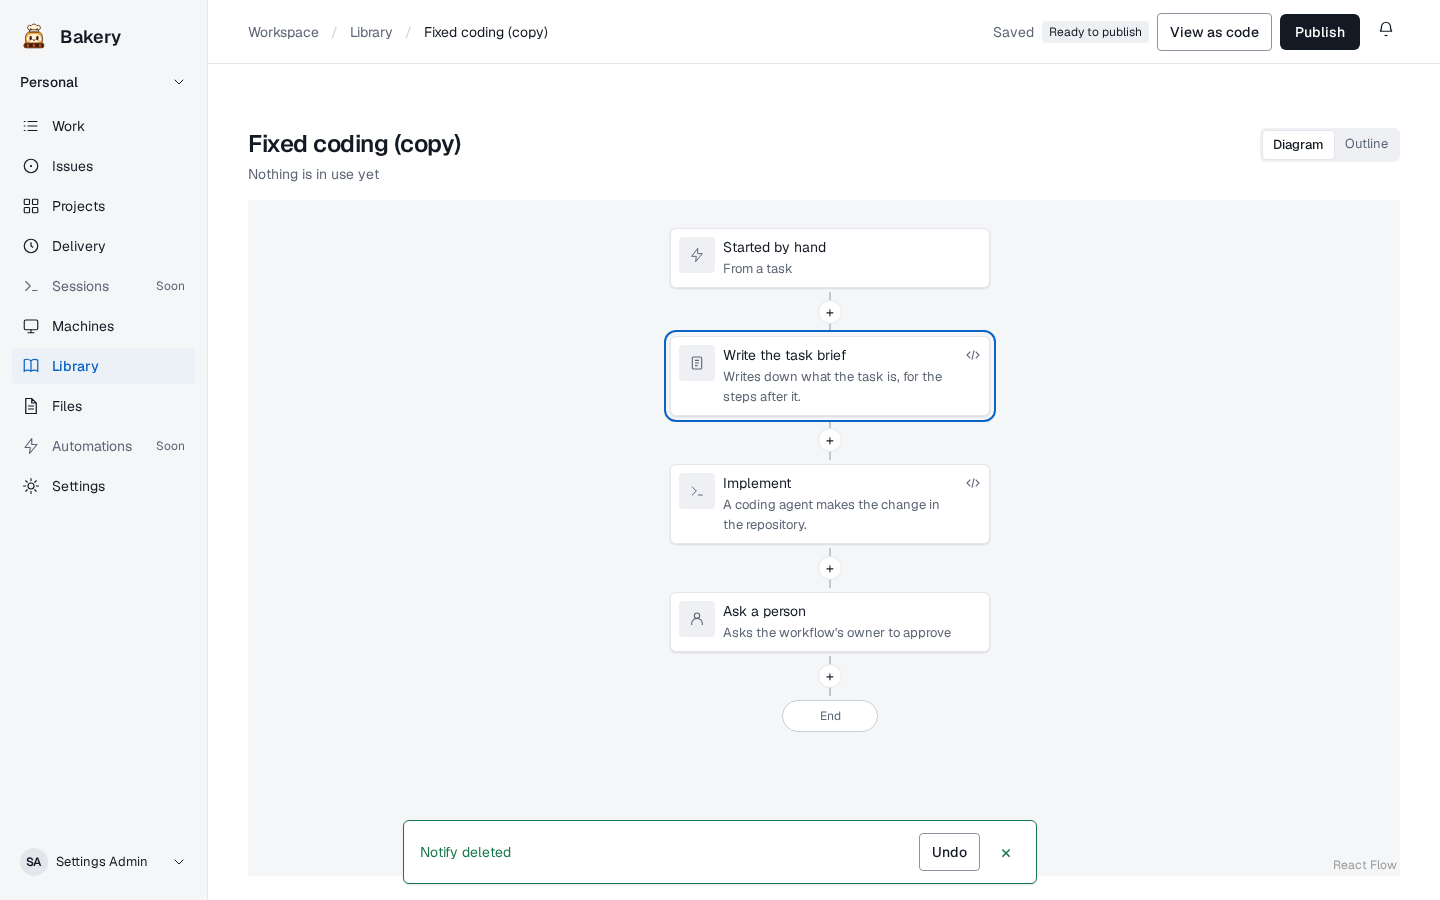 Bakery
Workspace / Library / Fixed coding (copy)
Saved
Ready to publish
View as code
Publish
Personal
Work
Issues
Projects
Delivery
Sessions Soon
Machines
Library
Files
Automations Soon
Settings
Fixed coding (copy)
Nothing is in use yet
Diagram
Outline
Started by hand
From a task
+
Write the task brief
Writes down what the task is, for the
steps after it.
+
Implement
A coding agent makes the change in
the repository.
+
Ask a person
Asks the workflow's owner to approve
+
End
Notify deleted
Undo
×
React Flow
SA
Settings Admin